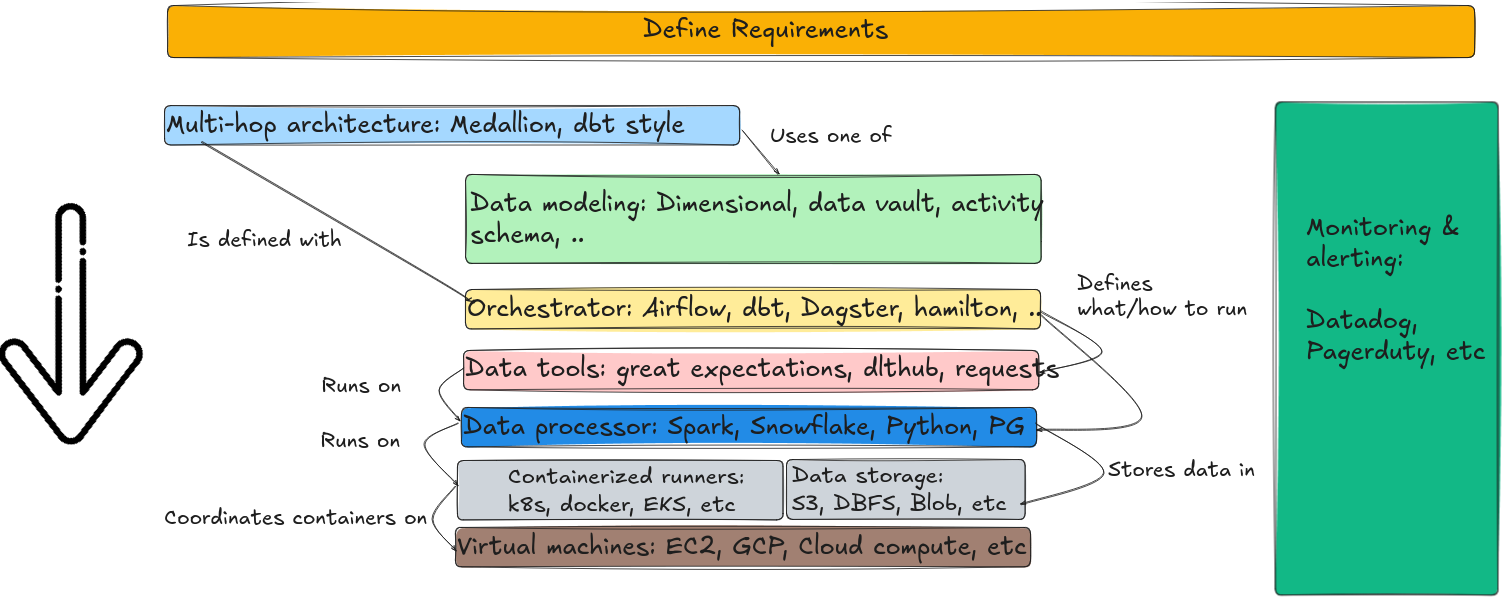 Define Requirements
Multi-hop architecture: Medallion, dbt style
Uses one of
Data modeling: Dimensional, data vault, activity
schema, ..
Is defined with
Orchestrator: Airflow, dbt, Dagster, hamilton, ..
Defines
what/how to run
Data tools: great expectations, dlthub, requests
Runs on
Data processor: Spark, Snowflake, Python, PG
Runs on
Containerized runners:
k8s, docker, EKS, etc
Data storage:
S3, DBFS, Blob, etc
Stores data in
Coordinates containers on
Virtual machines: EC2, GCP, Cloud compute, etc
Monitoring &
alerting:
Datadog,
Pagerduty, etc